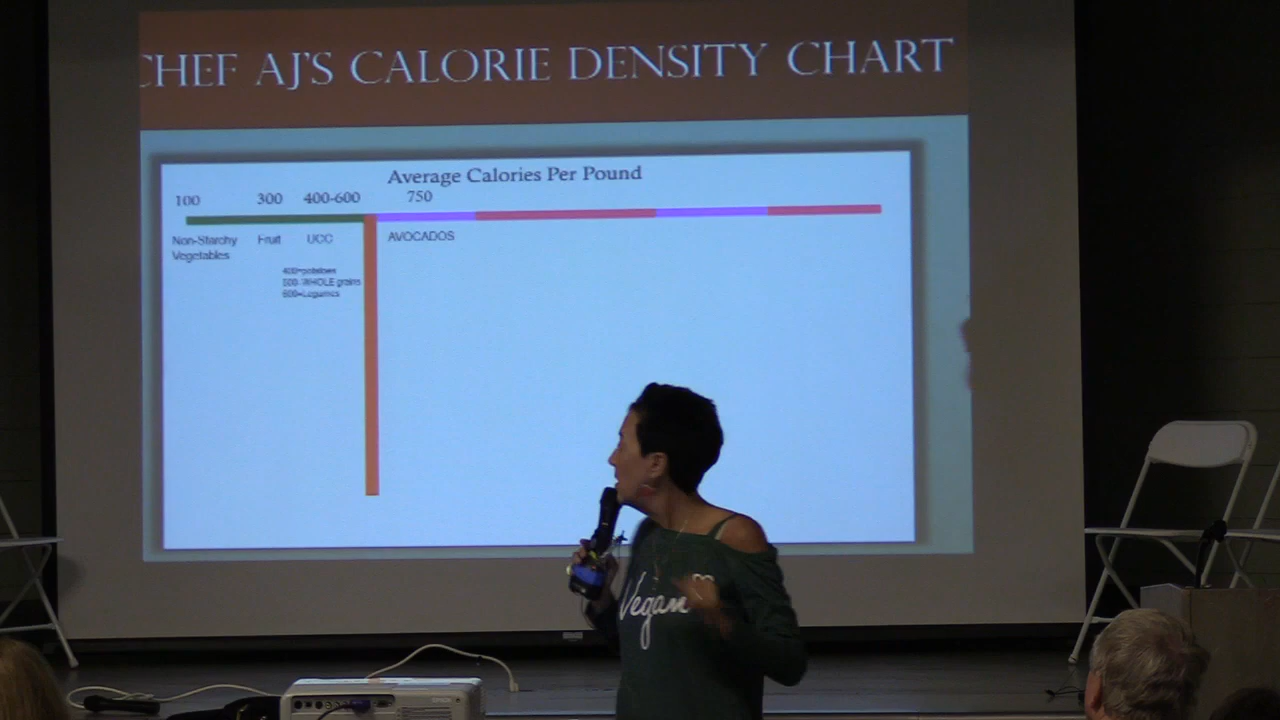 CHEF AJ'S CALORIE DENSITY CHART
Average Calories Per Pound
100 300 400-600 750
Non-Starchy Fruit UCC AVOCADOS
Vegetables
400=potatoes
500-WHOLE grains
600=Legumes
Vegan
EPSON